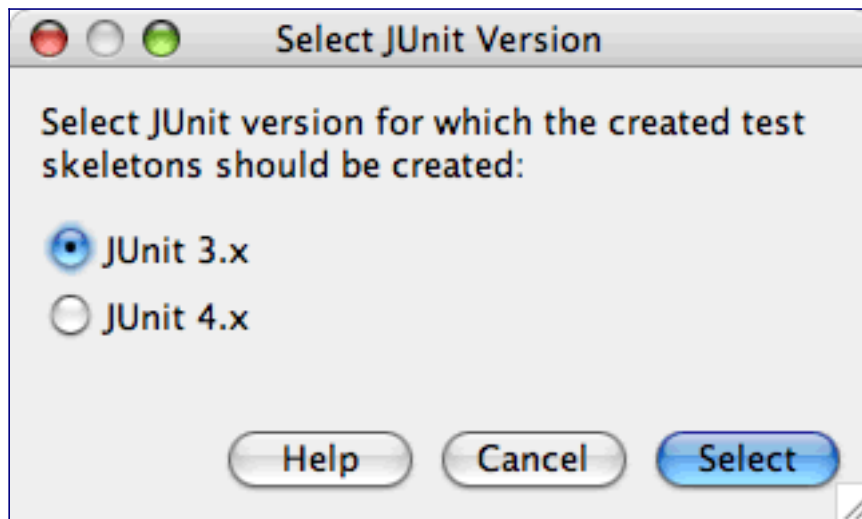 Select JUnit Version
Select JUnit version for which the created test
skeletons should be created:
JUnit 3.x
JUnit 4.x
Help Cancel Select